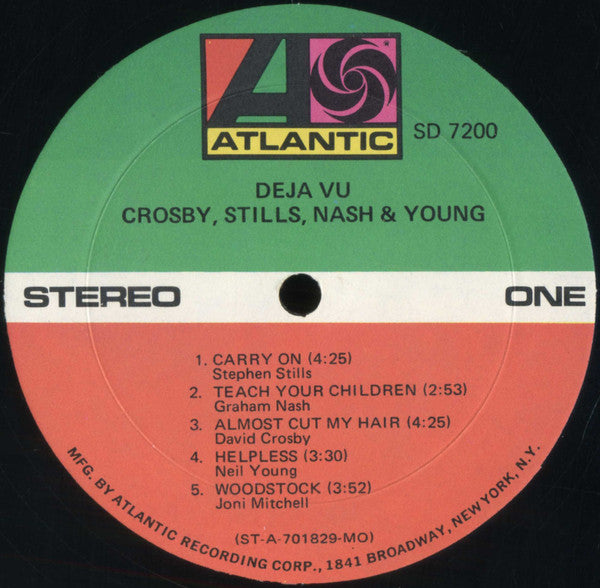 ATLANTIC
SD 7200
DEJA VU
CROSBY, STILLS, NASH & YOUNG
STEREO
ONE
1. CARRY ON (4:25)
Stephen Stills
2. TEACH YOUR CHILDREN (2:53)
Graham Nash
3. ALMOST CUT MY HAIR (4:25)
David Crosby
4. HELPLESS (3:30)
Neil Young
5. WOODSTOCK (3:52)
Joni Mitchell
(ST-A-701829-MO)
MFG. BY ATLANTIC RECORDING CORP., 1841 BROADWAY, NEW YORK, N.Y.